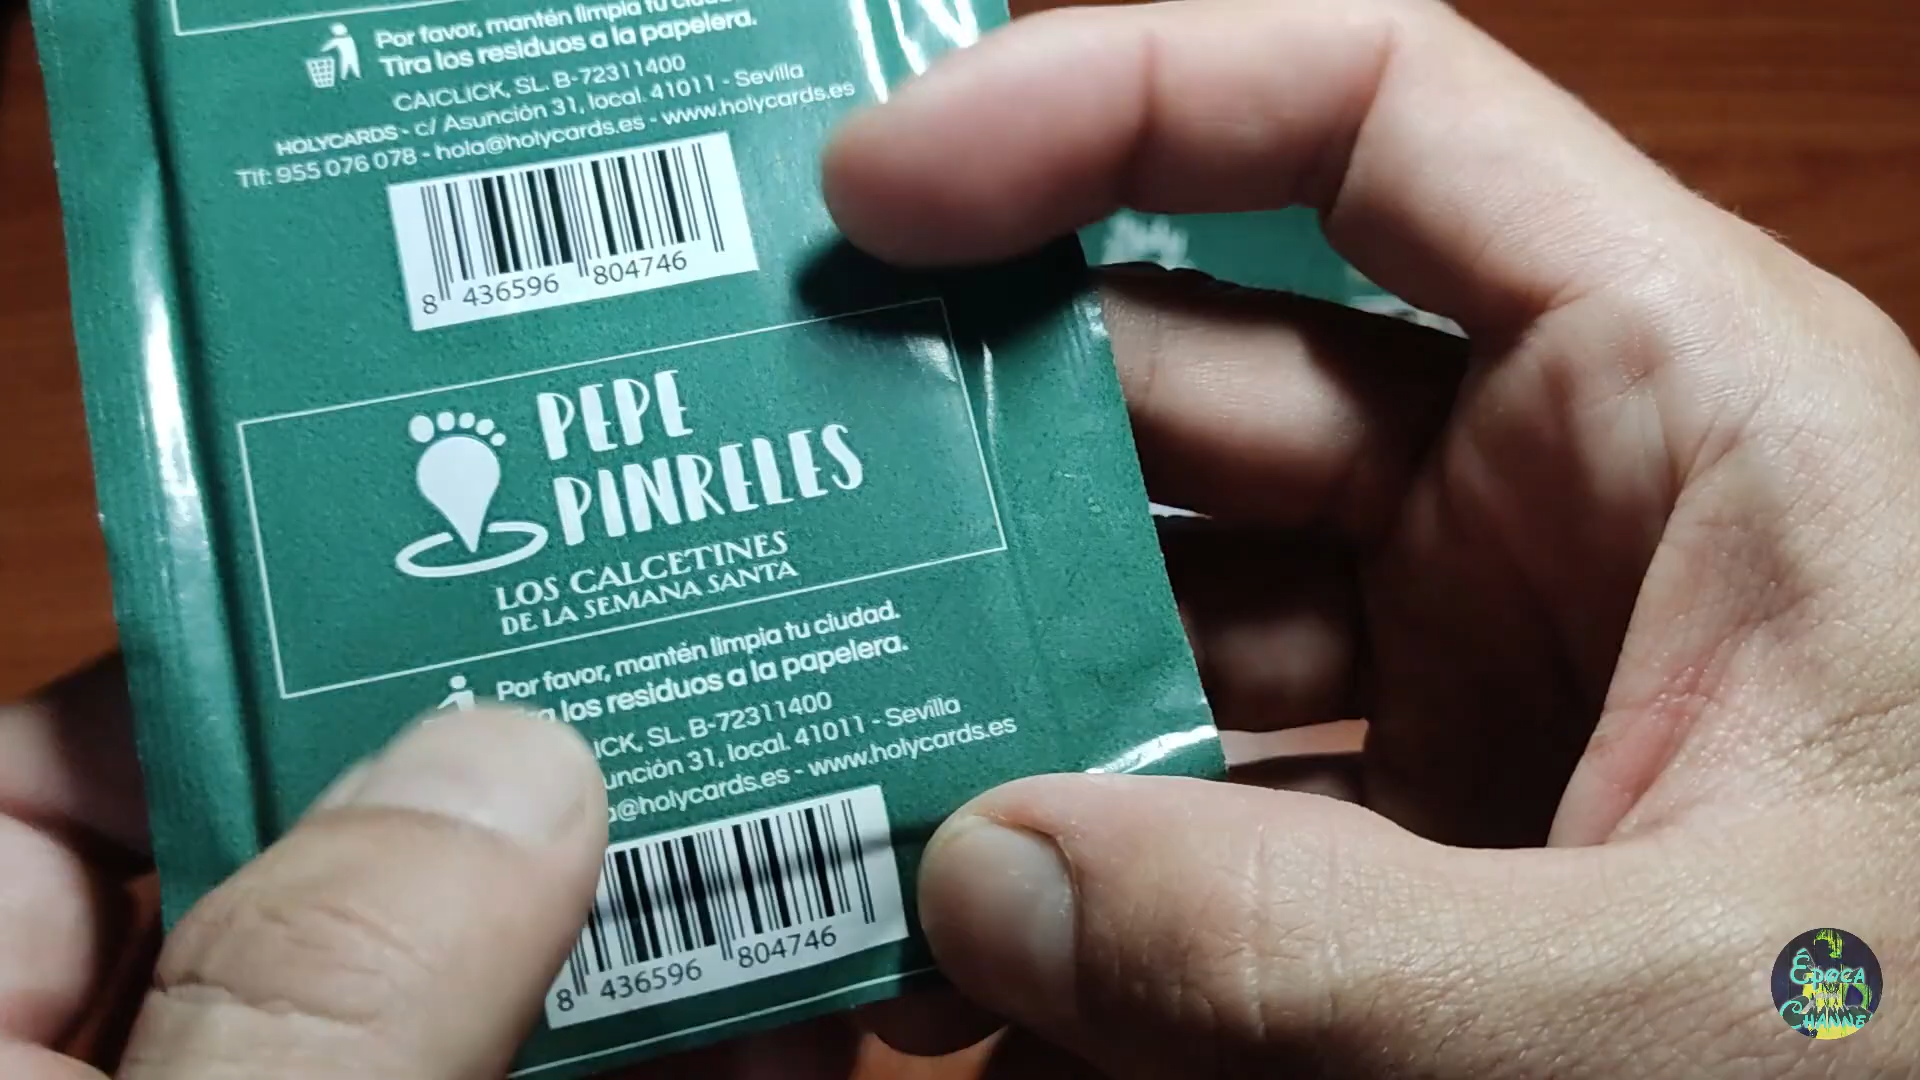 Por favor, mantén limpia tu
Tira los residuos a la papelera.
CAICLICK, SL. B-72311400
HOLYCARDS - c/ Asunción 31, local. 41011 - Sevilla
Tlf: 955 076 078 - hola@holycards.es - www.holycards.es
8 436596 804746
PEPE
PINRELES
LOS CALCETINES
DE LA SEMANA SANTA
Por favor, mantén limpia tu ciudad.
los residuos a la papelera.
ICK, SL. B-72311400
unción 31, local. 41011 - Sevilla
@holycards.es - www.holycards.es
8 436596 804746
Época
Channel